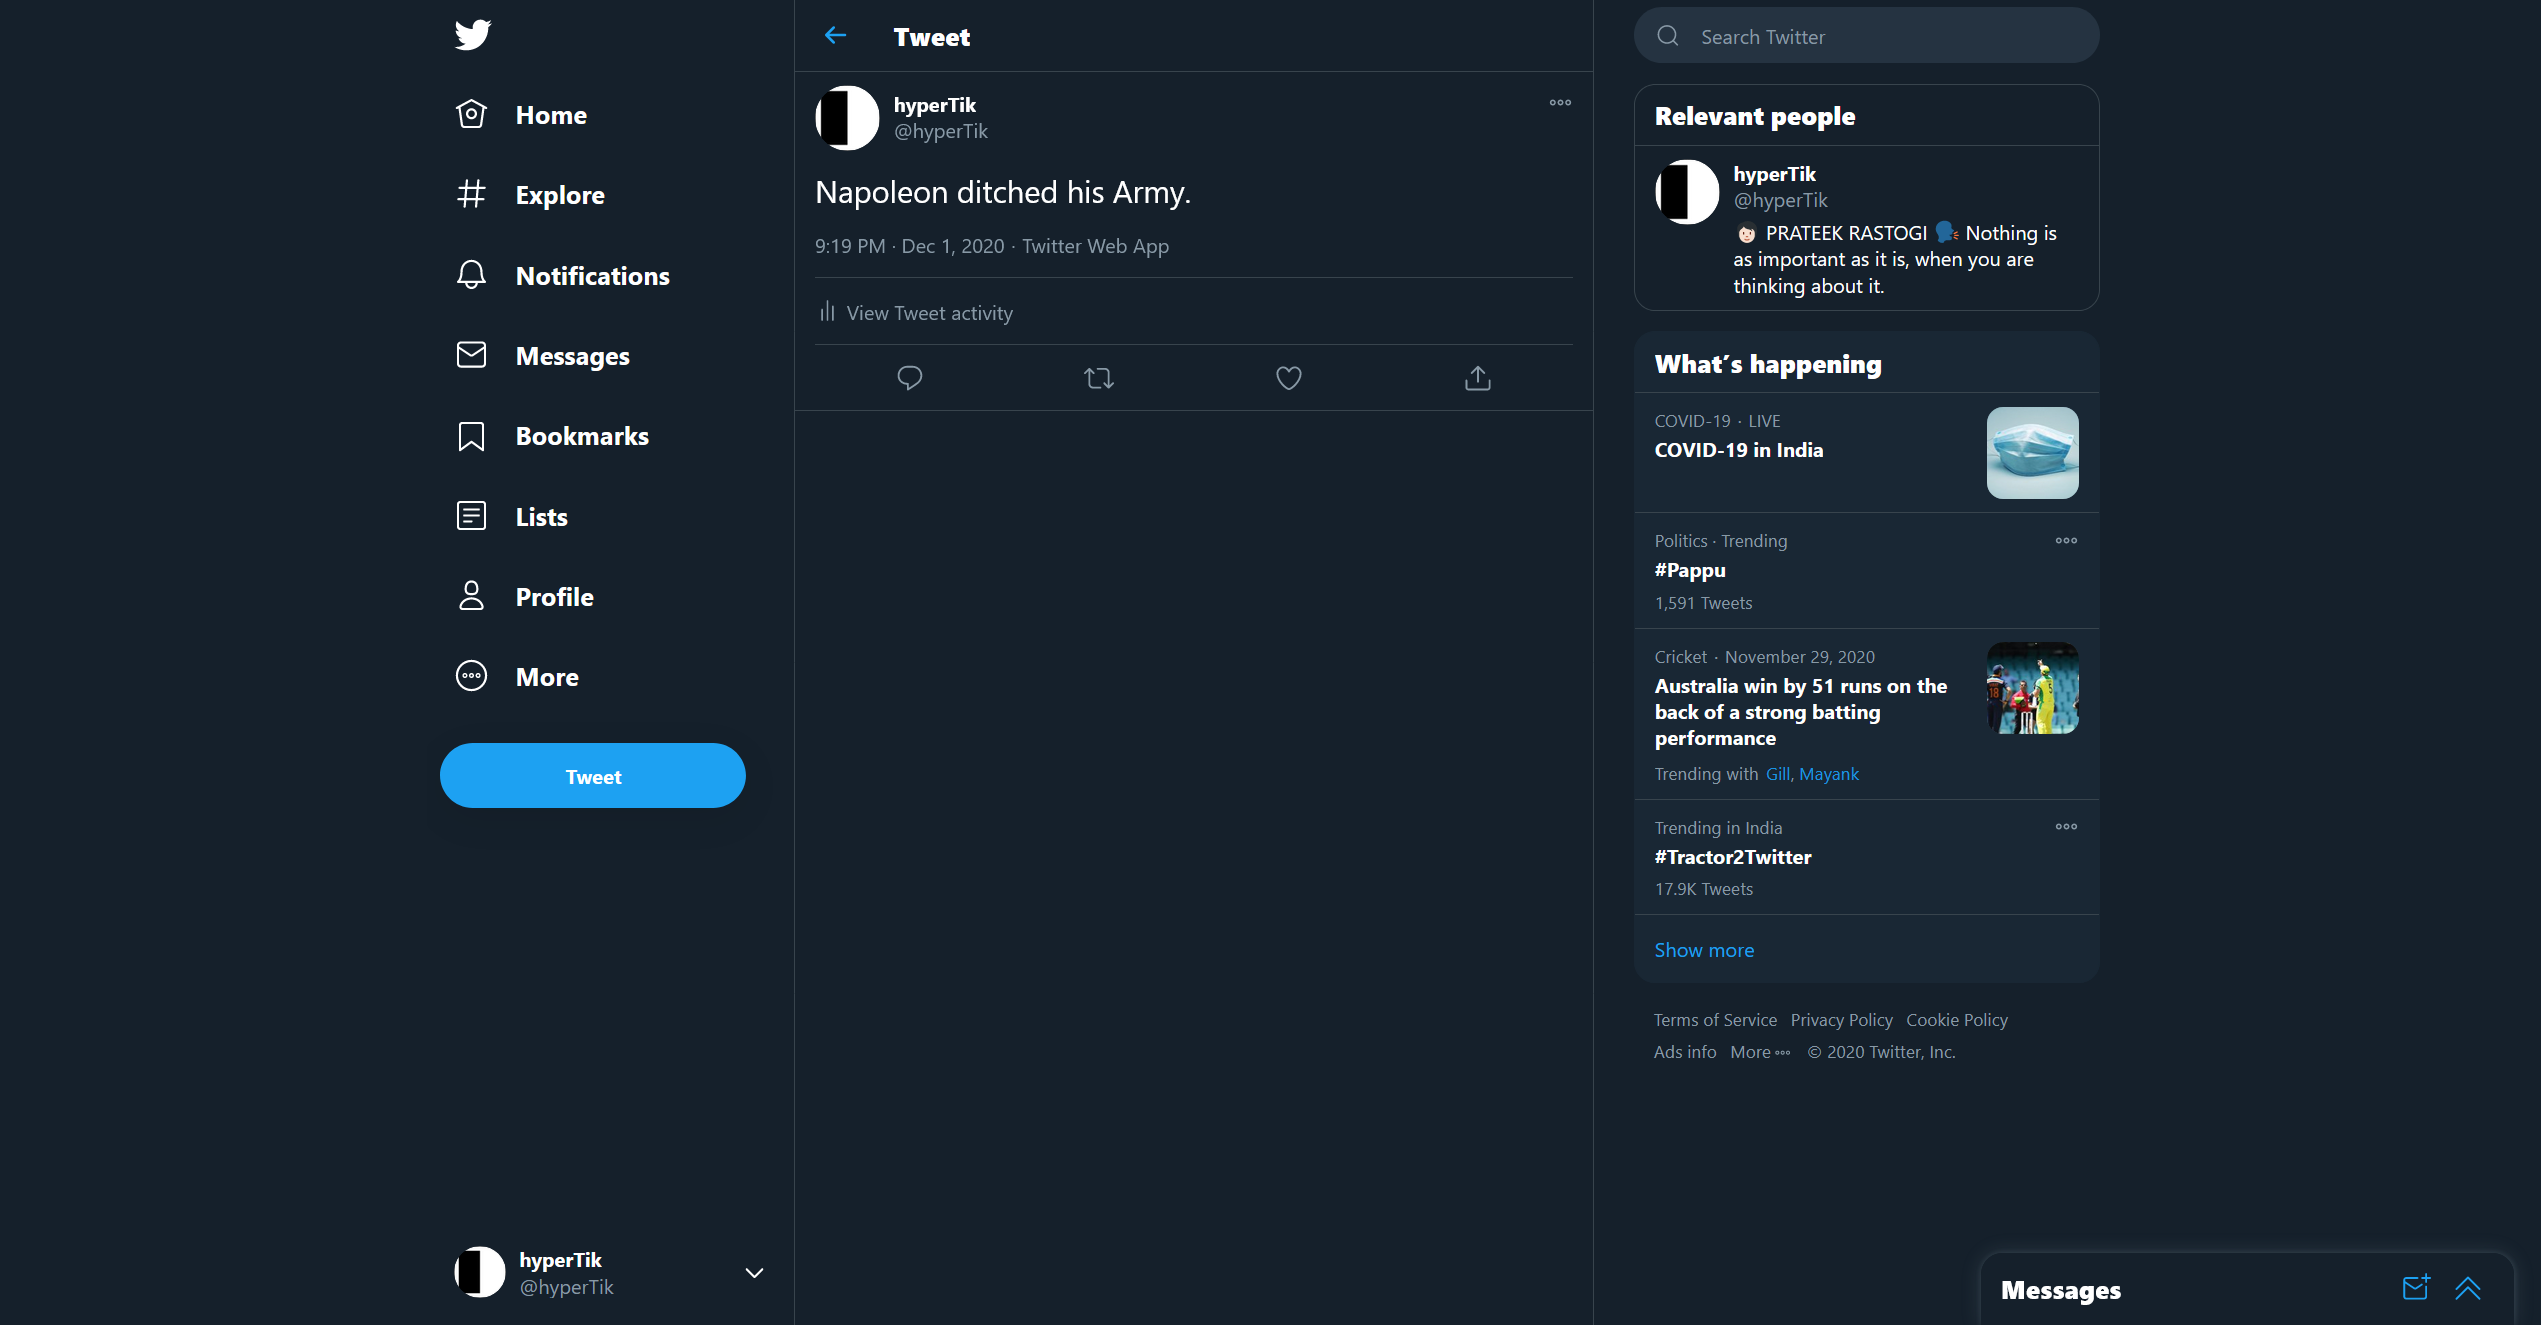 Home
Explore
Notifications
Messages
Bookmarks
Lists
Profile
More
Tweet
hyperTik
@hyperTik
Tweet
hyperTik
@hyperTik
Napoleon ditched his Army.
9:19 PM · Dec 1, 2020 · Twitter Web App
View Tweet activity
Search Twitter
Relevant people
hyperTik
@hyperTik
PRATEEK RASTOGI 🗣 Nothing is
as important as it is, when you are
thinking about it.
What's happening
COVID-19 · LIVE
COVID-19 in India
Politics · Trending
#Pappu
1,591 Tweets
Cricket · November 29, 2020
Australia win by 51 runs on the
back of a strong batting
performance
Trending with Gill, Mayank
18
5
Trending in India
#Tractor2Twitter
17.9K Tweets
Show more
Terms of Service Privacy Policy Cookie Policy
Ads info More © 2020 Twitter, Inc.
Messages